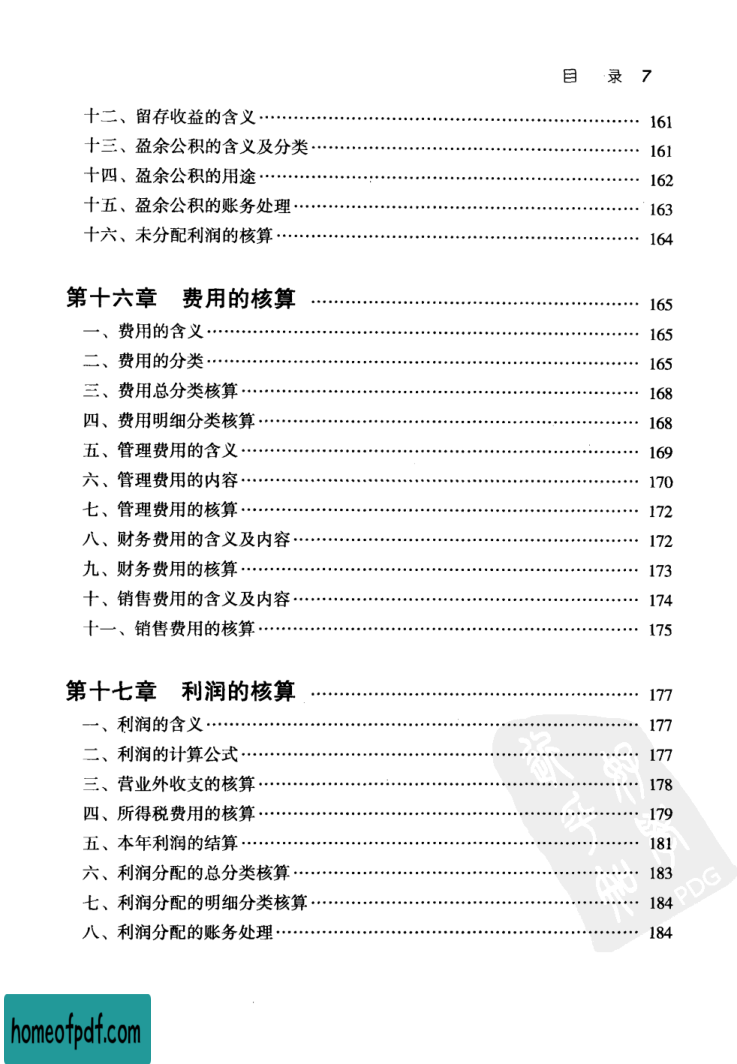 目 录 7
十二、留存收益的含义…………………………………………………………… 161
十三、盈余公积的含义及分类…………………………………………………… 161
十四、盈余公积的用途…………………………………………………………… 162
十五、盈余公积的账务处理……………………………………………………… 163
十六、未分配利润的核算………………………………………………………… 164
第十六章 费用的核算 …………………………………………………… 165
一、费用的含义…………………………………………………………………… 165
二、费用的分类…………………………………………………………………… 165
三、费用总分类核算……………………………………………………………… 168
四、费用明细分类核算…………………………………………………………… 168
五、管理费用的含义……………………………………………………………… 169
六、管理费用的内容……………………………………………………………… 170
七、管理费用的核算……………………………………………………………… 172
八、财务费用的含义及内容……………………………………………………… 172
九、财务费用的核算……………………………………………………………… 173
十、销售费用的含义及内容……………………………………………………… 174
十一、销售费用的核算…………………………………………………………… 175
第十七章 利润的核算 …………………………………………………… 177
一、利润的含义…………………………………………………………………… 177
二、利润的计算公式……………………………………………………………… 177
三、营业外收支的核算…………………………………………………………… 178
四、所得税费用的核算…………………………………………………………… 179
五、本年利润的结算……………………………………………………………… 181
六、利润分配的总分类核算……………………………………………………… 183
七、利润分配的明细分类核算…………………………………………………… 184
八、利润分配的账务处理………………………………………………………… 184
PDG
homeofpdf.com